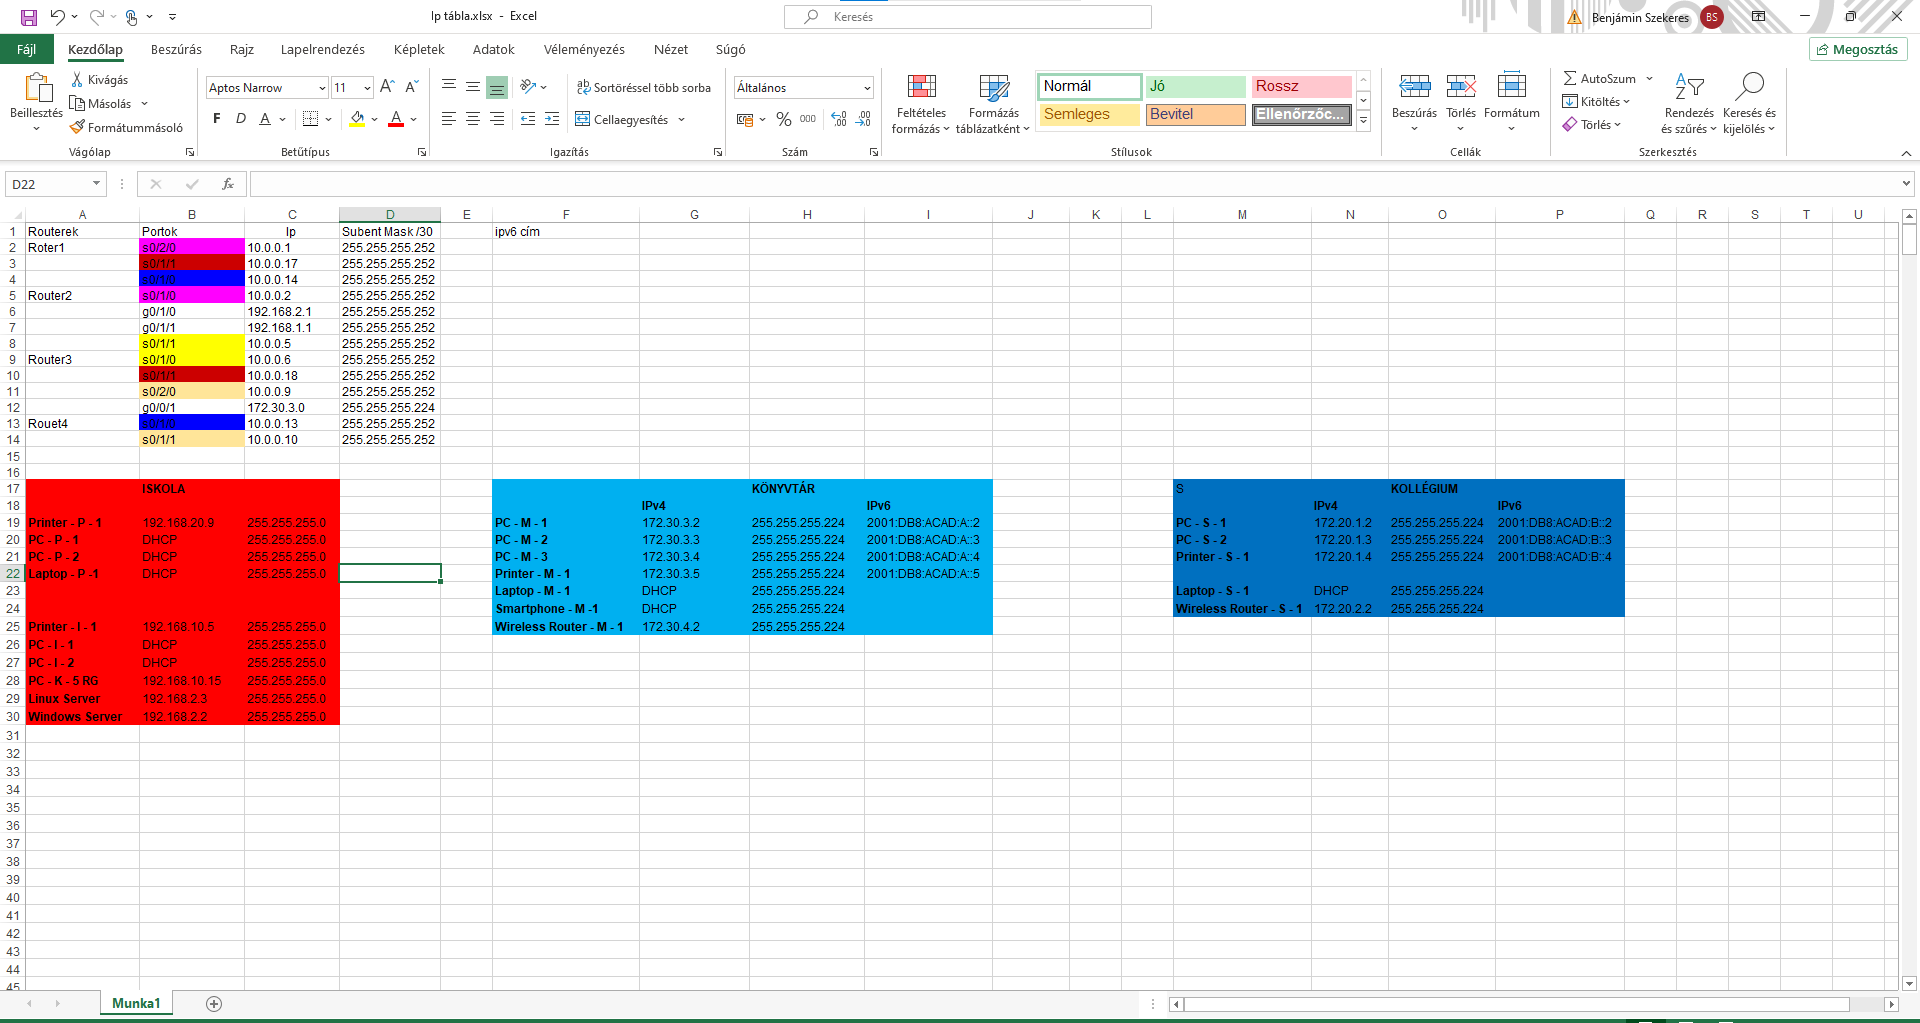 Ip tábla.xlsx - Excel
Keresés
Benjámin Szekeres
BS
Fájl
Kezdőlap
Beszúrás
Rajz
Lapelrendezés
Képletek
Adatok
Véleményezés
Nézet
Súgó
Megosztás
Beillesztés
Kivágás
Másolás
Formátummásoló
Vágólap
Aptos Narrow
11
F D A
Betűtípus
Sortöréssel több sorba
Cellaegyesítés
Igazítás
Általános
% 000
Szám
Feltételes
formázás
Formázás
táblázatként
Normál
Jó
Rossz
Semleges
Bevitel
Ellenőrzőc...
Stílusok
Beszúrás
Törlés
Formátum
Cellák
AutoSzum
Kitöltés
Törlés
Rendezés
és szűrés
Keresés és
kijelölés
Szerkesztés
D22
fx
A B C D E F G H I J K L M N O P Q R S T U
1 Routerek Portok Ip Subent Mask /30 ipv6 cím
2 Roter1 s0/2/0 10.0.0.1 255.255.255.252
3 s0/1/1 10.0.0.17 255.255.255.252
4 s0/1/0 10.0.0.14 255.255.255.252
5 Router2 s0/1/0 10.0.0.2 255.255.255.252
6 g0/1/0 192.168.2.1 255.255.255.252
7 g0/1/1 192.168.1.1 255.255.255.252
8 s0/1/1 10.0.0.5 255.255.255.252
9 Router3 s0/1/0 10.0.0.6 255.255.255.252
10 s0/1/1 10.0.0.18 255.255.255.252
11 s0/2/0 10.0.0.9 255.255.255.252
12 g0/0/1 172.30.3.0 255.255.255.224
13 Rouet4 s0/1/0 10.0.0.13 255.255.255.252
14 s0/1/1 10.0.0.10 255.255.255.252
15
16
17 ISKOLA KÖNYVTÁR S KOLLÉGIUM
18 IPv4 IPv6 IPv4 IPv6
19 Printer - P - 1 192.168.20.9 255.255.255.0 PC - M - 1 172.30.3.2 255.255.255.224 2001:DB8:ACAD:A::2 PC - S - 1 172.20.1.2 255.255.255.224 2001:DB8:ACAD:B::2
20 PC - P - 1 DHCP 255.255.255.0 PC - M - 2 172.30.3.3 255.255.255.224 2001:DB8:ACAD:A::3 PC - S - 2 172.20.1.3 255.255.255.224 2001:DB8:ACAD:B::3
21 PC - P - 2 DHCP 255.255.255.0 PC - M - 3 172.30.3.4 255.255.255.224 2001:DB8:ACAD:A::4 Printer - S - 1 172.20.1.4 255.255.255.224 2001:DB8:ACAD:B::4
22 Laptop - P -1 DHCP 255.255.255.0 Printer - M - 1 172.30.3.5 255.255.255.224 2001:DB8:ACAD:A::5
23 Laptop - M - 1 DHCP 255.255.255.224 Laptop - S - 1 DHCP 255.255.255.224
24 Smartphone - M -1 DHCP 255.255.255.224 Wireless Router - S - 1 172.20.2.2 255.255.255.224
25 Printer - I - 1 192.168.10.5 255.255.255.0 Wireless Router - M - 1 172.30.4.2 255.255.255.224
26 PC - I - 1 DHCP 255.255.255.0
27 PC - I - 2 DHCP 255.255.255.0
28 PC - K - 5 RG 192.168.10.15 255.255.255.0
29 Linux Server 192.168.2.3 255.255.255.0
30 Windows Server 192.168.2.2 255.255.255.0
31
32
33
34
35
36
37
38
39
40
41
42
43
44
45
Munka1